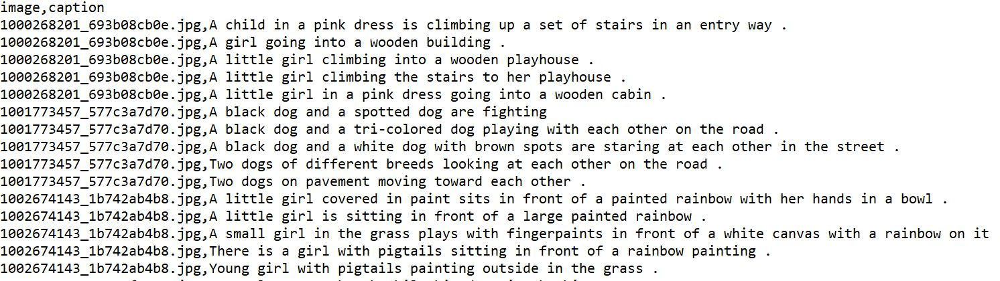 image,caption
1000268201_693b08cb0e.jpg,A child in a pink dress is climbing up a set of stairs in an entry way .
1000268201_693b08cb0e.jpg,A girl going into a wooden building .
1000268201_693b08cb0e.jpg,A little girl climbing into a wooden playhouse .
1000268201_693b08cb0e.jpg,A little girl climbing the stairs to her playhouse .
1000268201_693b08cb0e.jpg,A little girl in a pink dress going into a wooden cabin .
1001773457_577c3a7d70.jpg,A black dog and a spotted dog are fighting
1001773457_577c3a7d70.jpg,A black dog and a tri-colored dog playing with each other on the road .
1001773457_577c3a7d70.jpg,A black dog and a white dog with brown spots are staring at each other in the street .
1001773457_577c3a7d70.jpg,Two dogs of different breeds looking at each other on the road .
1001773457_577c3a7d70.jpg,Two dogs on pavement moving toward each other .
1002674143_1b742ab4b8.jpg,A little girl covered in paint sits in front of a painted rainbow with her hands in a bowl .
1002674143_1b742ab4b8.jpg,A little girl is sitting in front of a large painted rainbow .
1002674143_1b742ab4b8.jpg,A small girl in the grass plays with fingerpaints in front of a white canvas with a rainbow on it
1002674143_1b742ab4b8.jpg,There is a girl with pigtails sitting in front of a rainbow painting .
1002674143_1b742ab4b8.jpg,Young girl with pigtails painting outside in the grass .